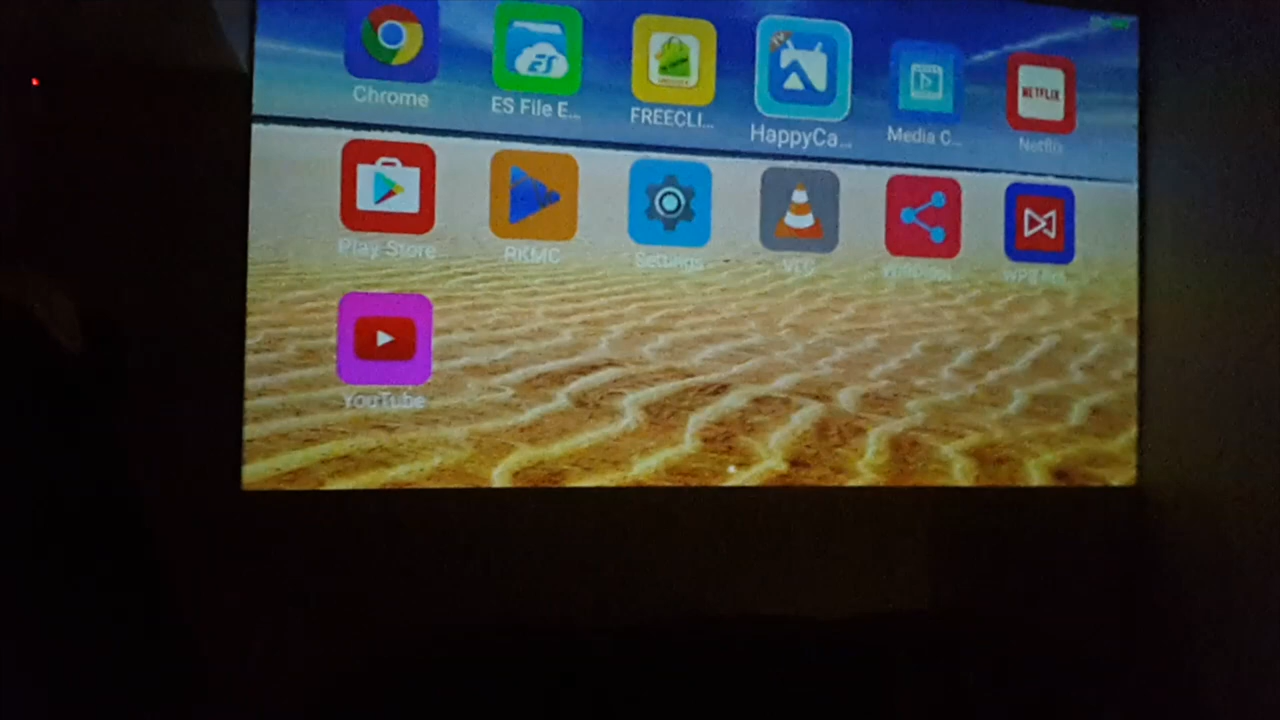 Chrome
ES File E...
FREECLI...
HappyCa...
Media C...
NETFLIX
Netflix
Play Store
RKMC
Settings
VLC
YouTube